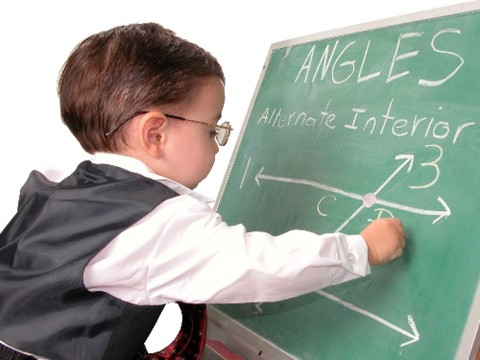 ANGLES
Alternate Interior
1
3
C D